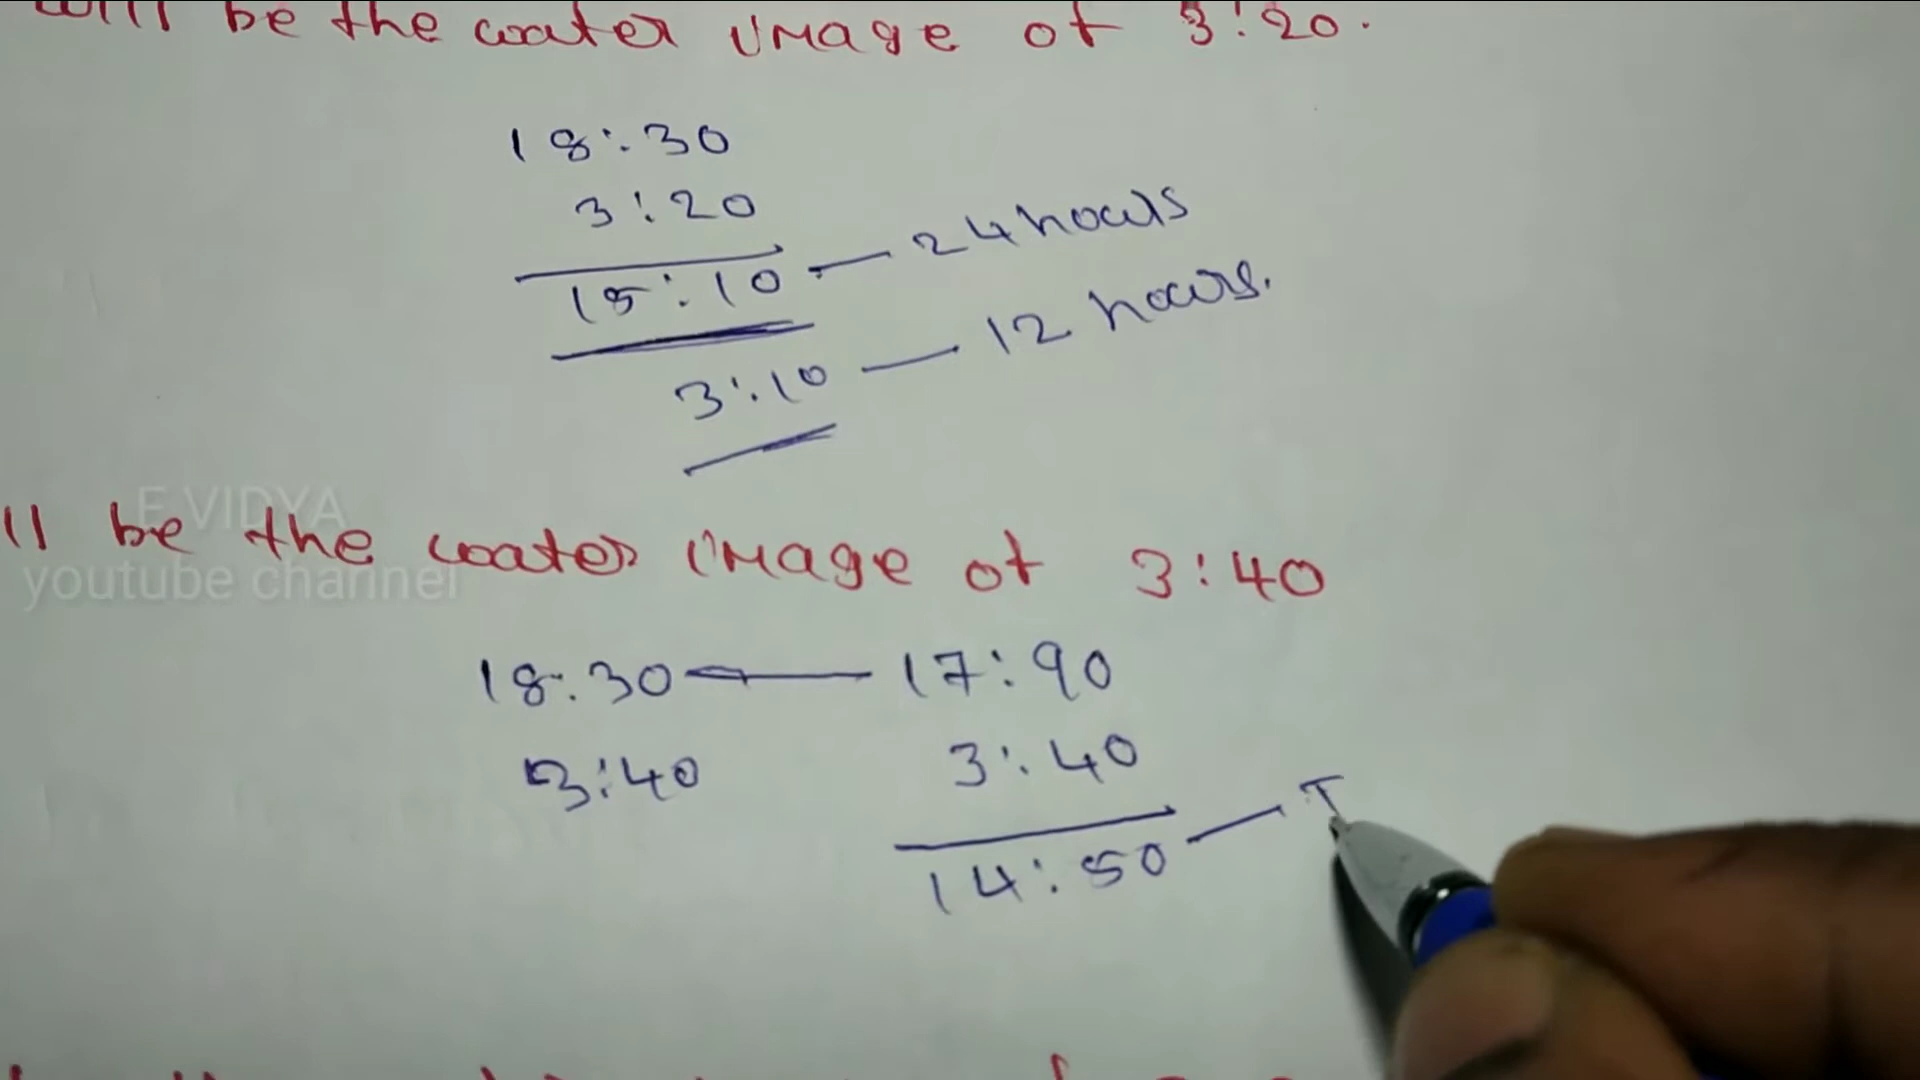 will be the water image of 3:20.
18:30
3:20
15:10 — 24 hours
3:10 — 12 hours.
E VIDYA
youtube channel
ll be the water image of 3:40
18:30 17:90
3:40 3:40
14:50 — T